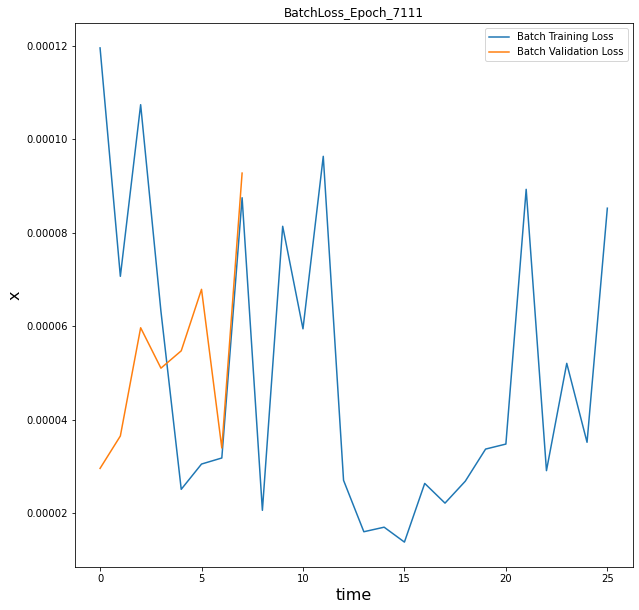 BatchLoss_Epoch_7111
Batch Training Loss
Batch Validation Loss
0.00012
0.00010
0.00008
0.00006
0.00004
0.00002
x
0 5 10 15 20 25
time